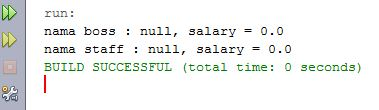 run:
nama boss : null, salary = 0.0
nama staff : null, salary = 0.0
BUILD SUCCESSFUL (total time: 0 seconds)